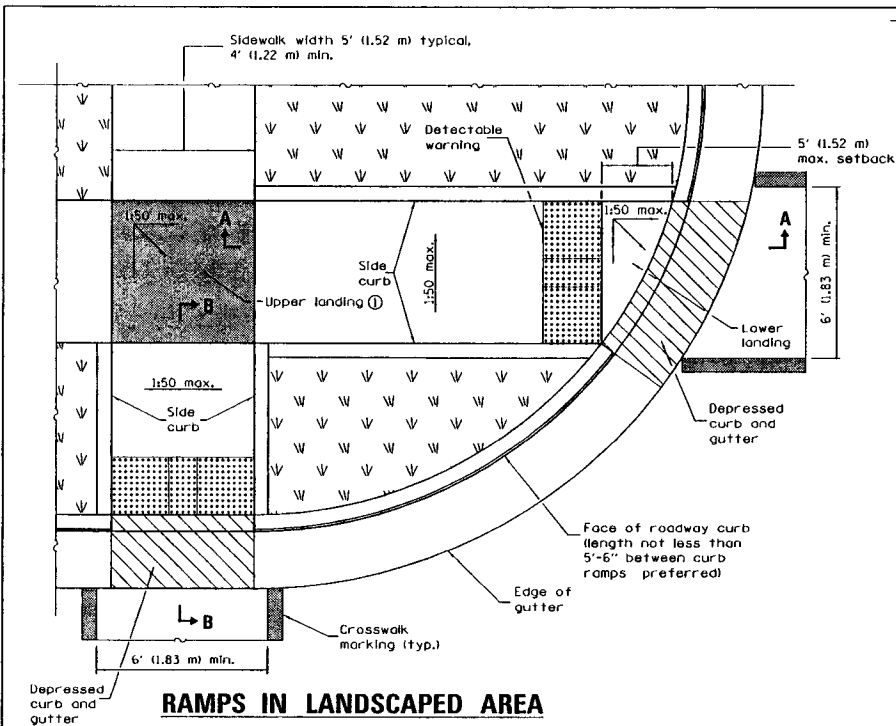 Sidewalk width 5' (1.52 m) typical,
4' (1.22 m) min.
Detectable
warning
5' (1.52 m)
max. setback
1:50 max.
A
1:50 max.
A
Side
curb
1:50 max.
6' (1.83 m) min.
B
Upper landing ①
Lower
landing
1:50 max.
Side
curb
Depressed
curb and
gutter
Face of roadway curb
(length not less than
5'-6" between curb
ramps preferred)
Edge of
gutter
B
Crosswalk
marking (typ.)
6' (1.83 m) min.
Depressed
curb and
gutter
RAMPS IN LANDSCAPED AREA